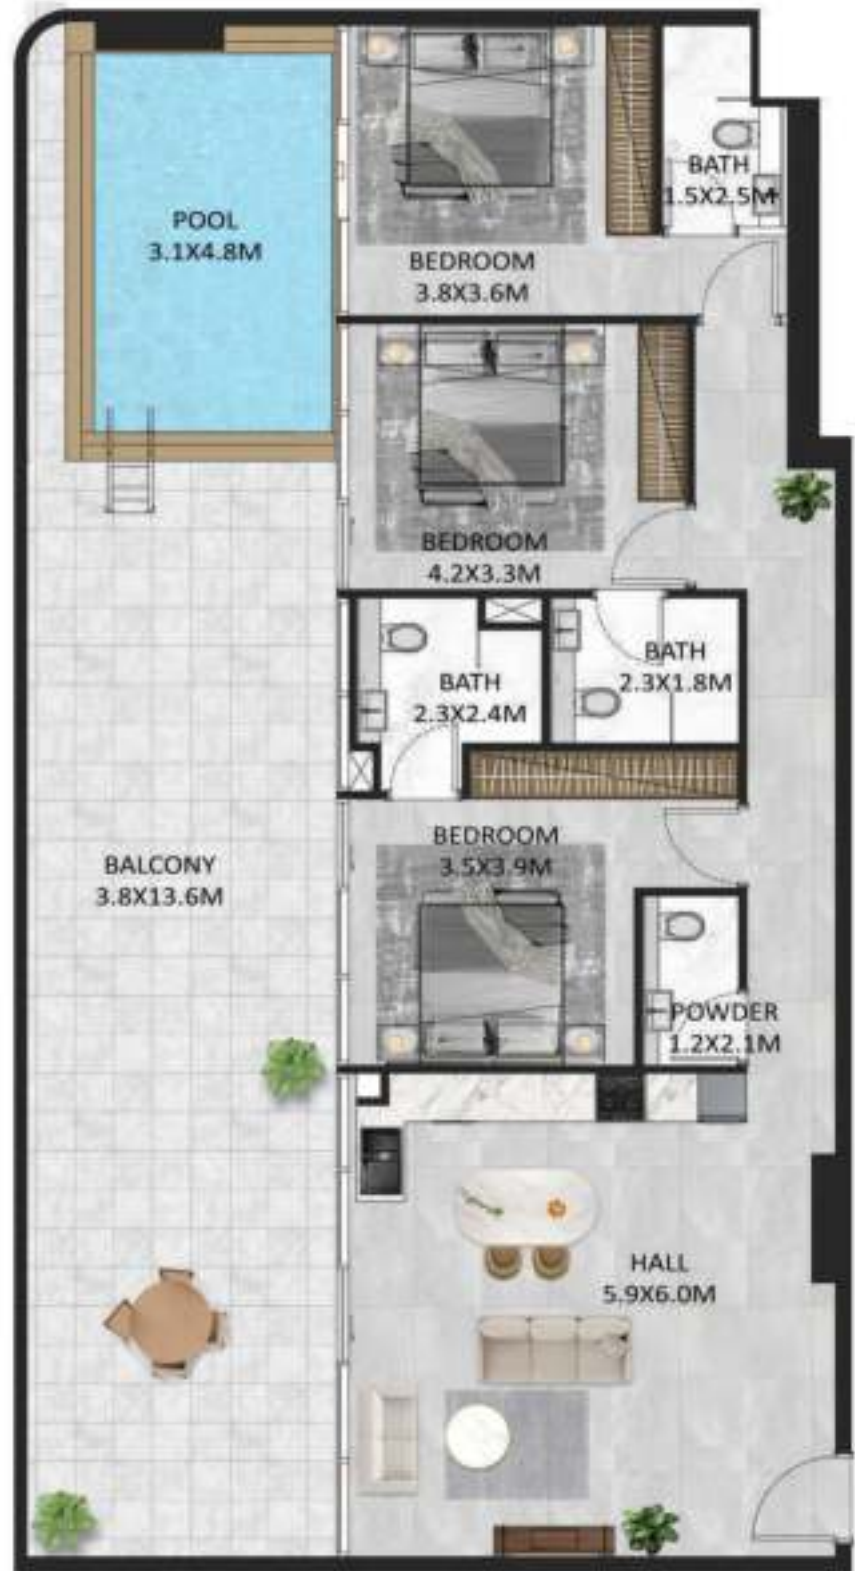 POOL
3.1X4.8M
BATH
1.5X2.5M
BEDROOM
3.8X3.6M
BEDROOM
4.2X3.3M
BATH
2.3X2.4M
BATH
2.3X1.8M
BEDROOM
3.5X3.9M
BALCONY
3.8X13.6M
POWDER
1.2X2.1M
HALL
5.9X6.0M